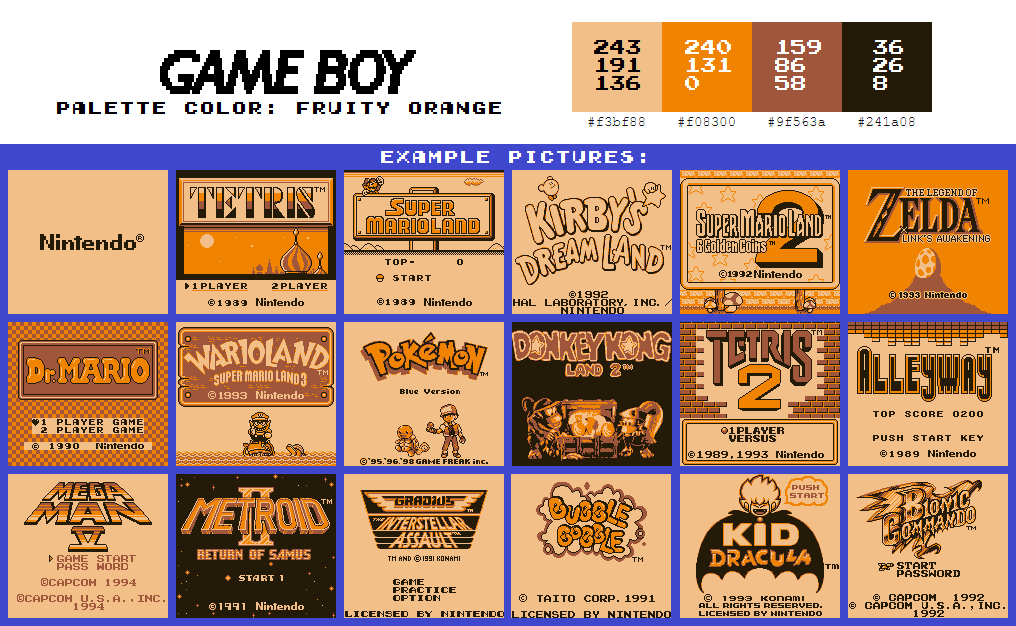 GAME BOY
PALETTE COLOR: FRUITY ORANGE
243
191
136
240
131
0
159
86
58
36
26
8
#f3bf88
#f08300
#9f563a
#241a08
EXAMPLE PICTURES:
Nintendo®
TETRIS™
▶1PLAYER 2PLAYER
©1989 Nintendo
SUPER
MARIOLAND
TOP- 0
START
©1989 Nintendo
KIRBY'S
DREAM LAND™
©1992
HAL LABORATORY, INC. /
NINTENDO
SUPER MARIOLAND 2™
6 Golden Coins™
©1992 Nintendo
THE LEGEND OF
ZELDA™
LINK'S AWAKENING
© 1993 Nintendo
Dr. MARIO™
♥1 PLAYER GAME
2 PLAYER GAME
© 1990 Nintendo
WARIOLAND
SUPER MARIO LAND 3™
©1993 Nintendo
POKéMON™
Blue Version
©'95.'96.'98 GAME FREAK inc.
DONKEY KONG
LAND 2™
TETRIS™
2
1PLAYER
VERSUS
©1989,1993 Nintendo
ALLEYWAY™
TOP SCORE 0200
PUSH START KEY
©1989 Nintendo
MEGA
MAN
IV
GAME START
PASS WORD
©CAPCOM 1994
©CAPCOM U.S.A.,INC.
1994
METROID™
II
RETURN OF SAMUS
START 1
©1991 Nintendo
GRADIUS
THE INTERSTELLAR
ASSAULT™
TM AND ©1991 KONAMI
GAME
PRACTICE
OPTION
LICENSED BY NINTENDO
BUBBLE
BOBBLE™
© TAITO CORP.1991
LICENSED BY NINTENDO
PUSH
START
KiD
DRACULA™
© 1993 KONAMI
ALL RIGHTS RESERVED.
LICENSED BY NINTENDO
BIONIC
COMMANDO™
START
PASSWORD
© CAPCOM 1992
© CAPCOM U.S.A.,INC.
1992